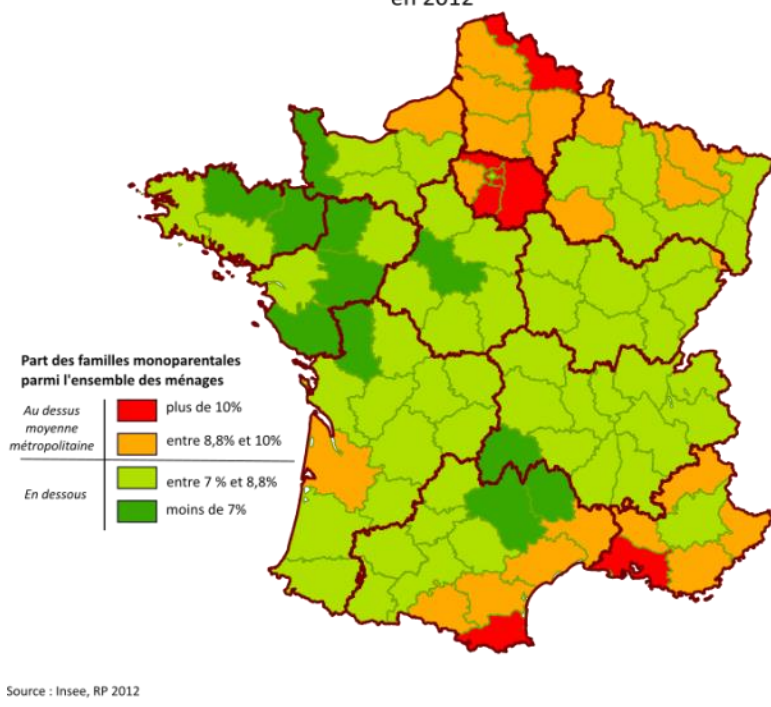 en 2012
Part des familles monoparentales
parmi l'ensemble des ménages
Au dessus
moyenne
métropolitaine
plus de 10%
entre 8,8% et 10%
En dessous
entre 7 % et 8,8%
moins de 7%
Source : Insee, RP 2012